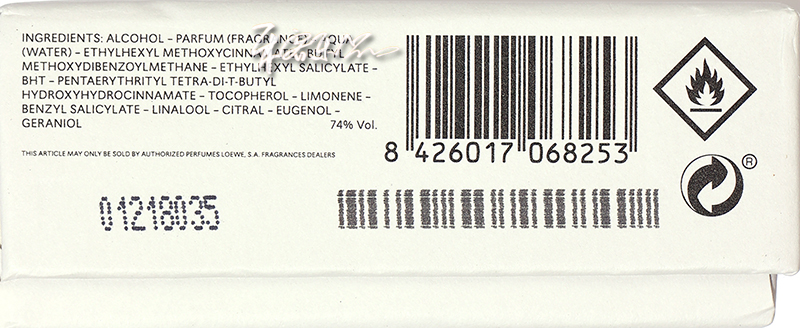 INGREDIENTS: ALCOHOL – PARFUM (FRAGRANCE)
(WATER) – ETHYLHEXYL METHOXYCINNAMATE – BUTYL
METHOXYDIBENZOYLMETHANE – ETHYLHEXYL SALICYLATE –
BHT – PENTAERYTHRITYL TETRA-DI-T-BUTYL
HYDROXYHYDROCINNAMATE – TOCOPHEROL – LIMONENE –
BENZYL SALICYLATE – LINALOOL – CITRAL – EUGENOL –
GERANIOL 74% Vol.
THIS ARTICLE MAY ONLY BE SOLD BY AUTHORIZED PERFUMES LOEWE, S.A. FRAGRANCES DEALERS
8 426017 068253
®
01218035